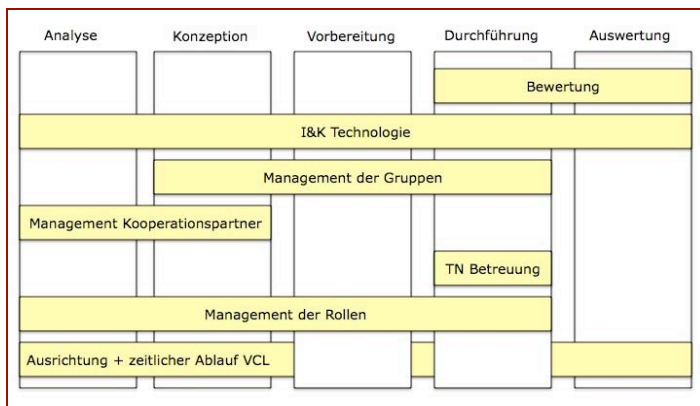 Analyse Konzeption Vorbereitung Durchführung Auswertung
Bewertung
I&K Technologie
Management der Gruppen
Management Kooperationspartner
TN Betreuung
Management der Rollen
Ausrichtung + zeitlicher Ablauf VCL